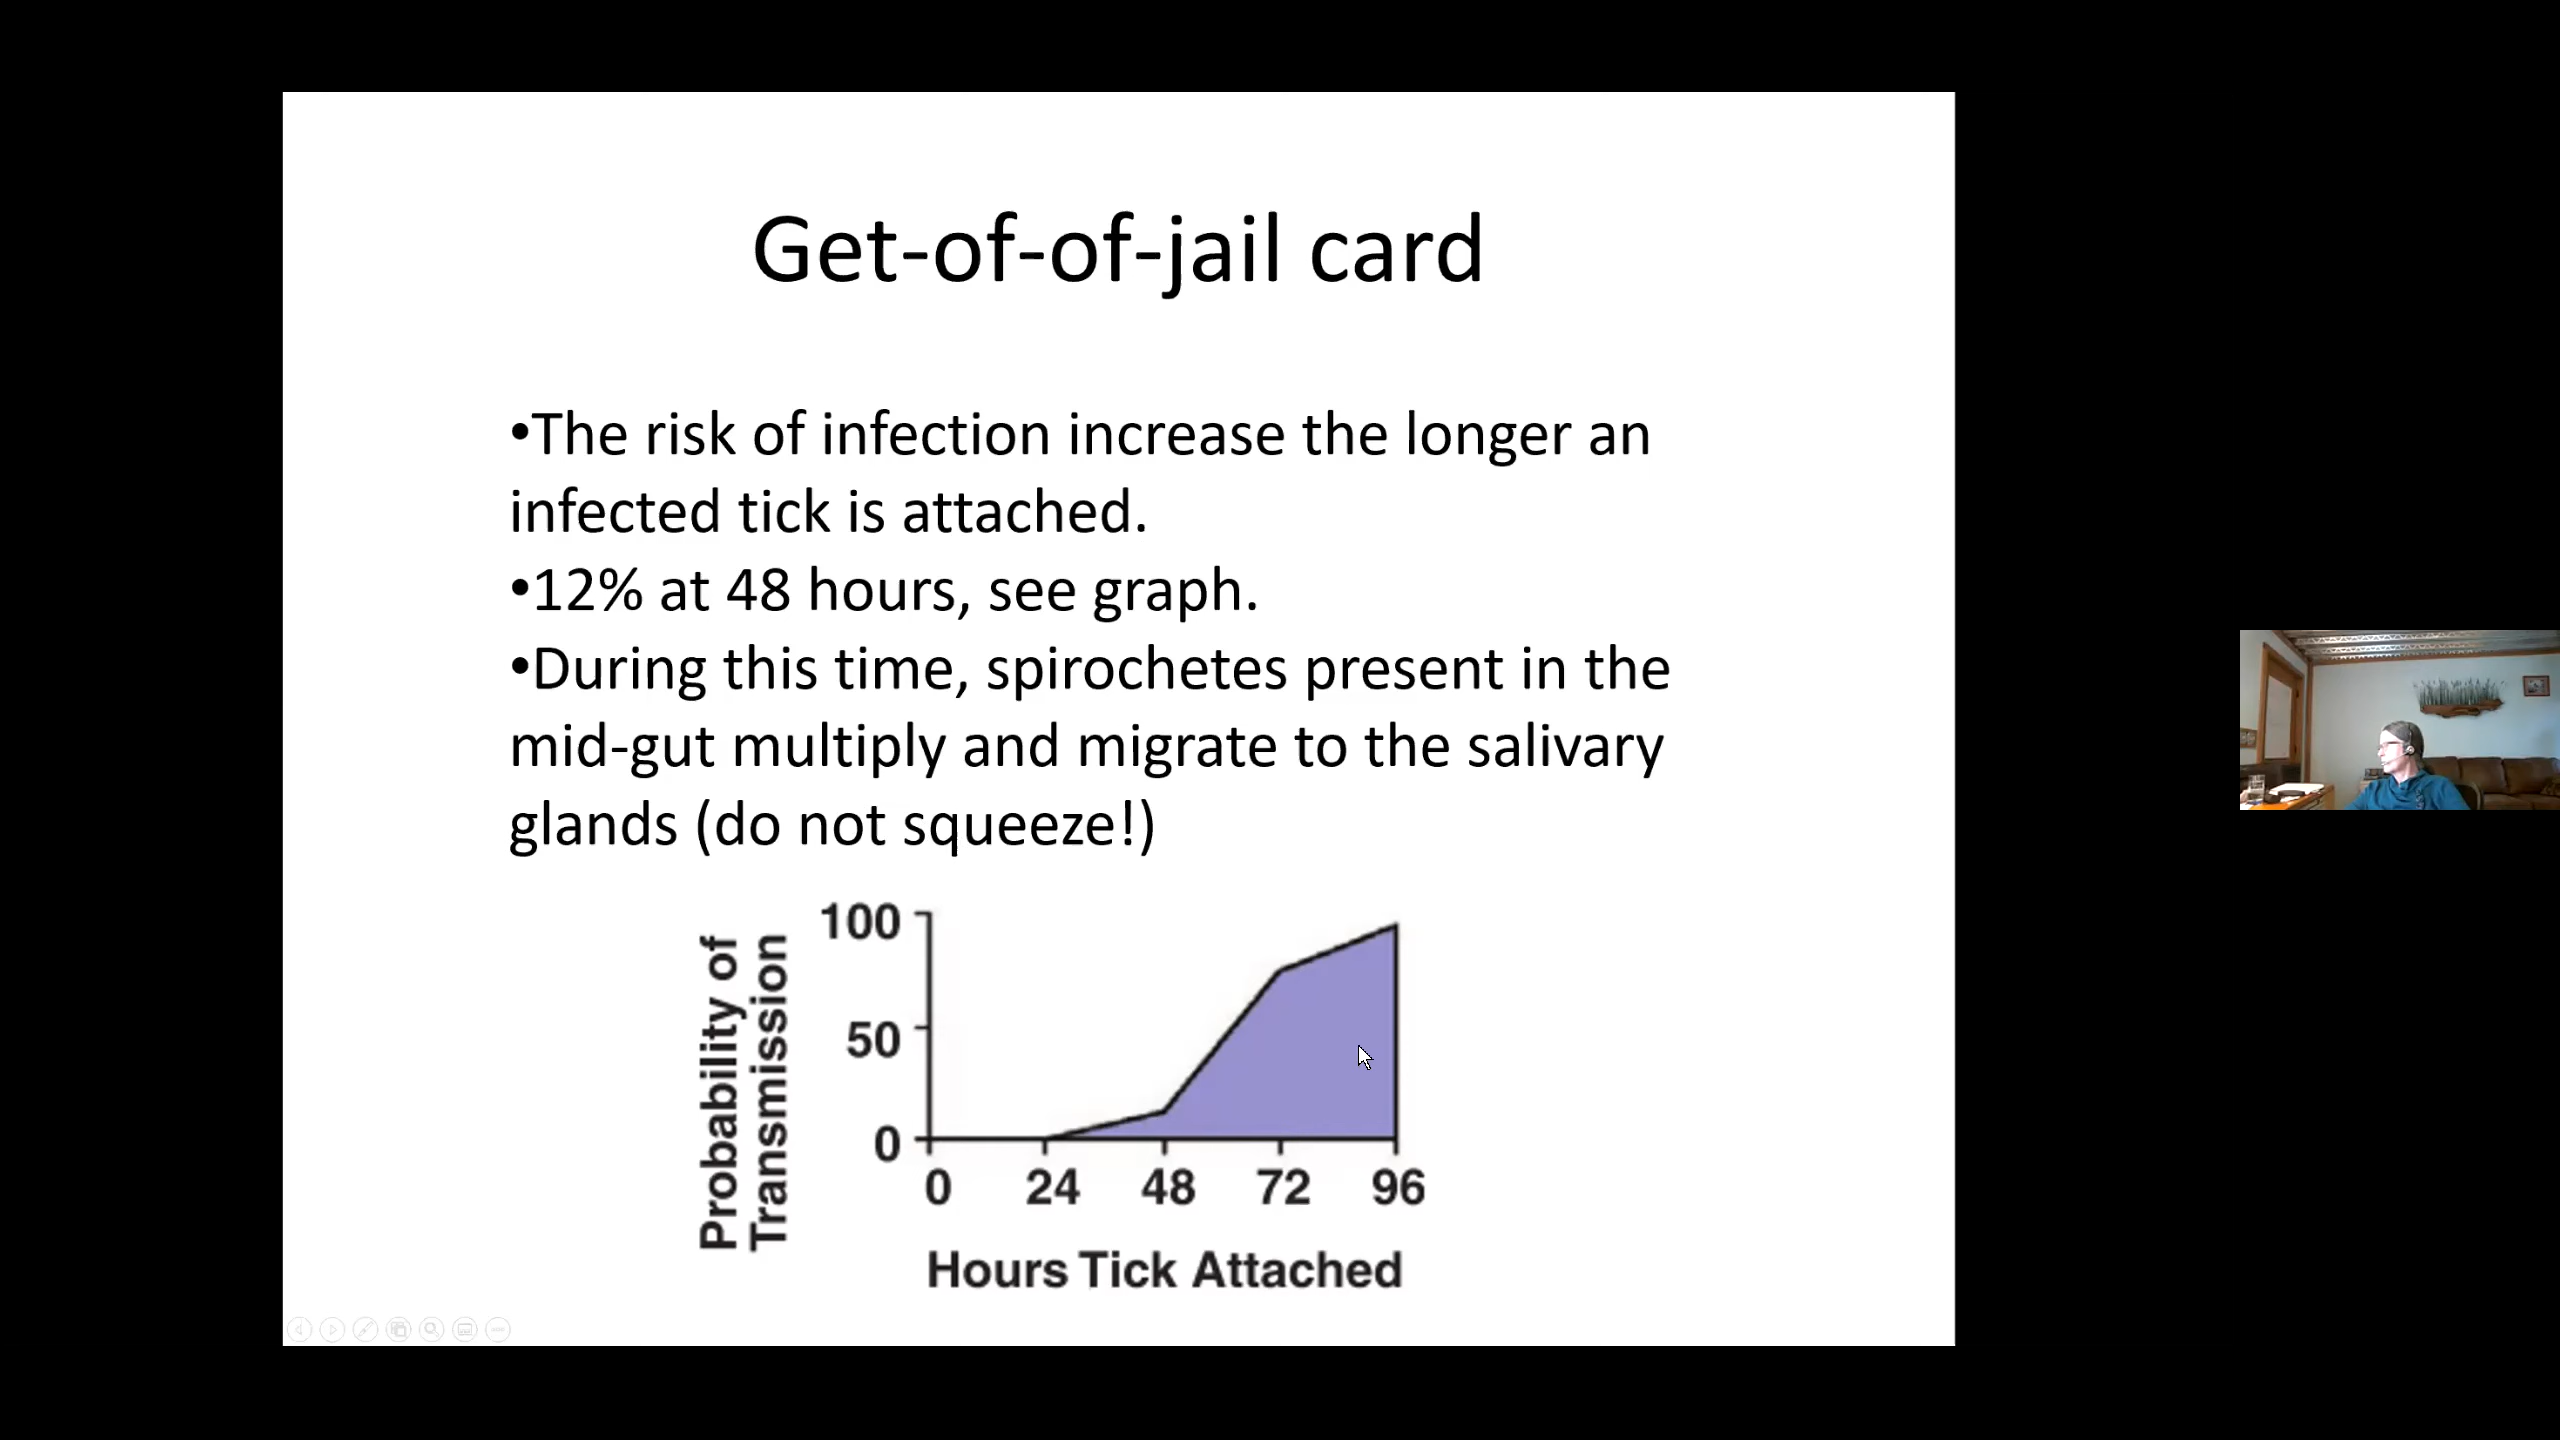 Get-of-of-jail card
•The risk of infection increase the longer an
infected tick is attached.
•12% at 48 hours, see graph.
•During this time, spirochetes present in the
mid-gut multiply and migrate to the salivary
glands (do not squeeze!)
Probability of
Transmission
100
50
0
0 24 48 72 96
Hours Tick Attached